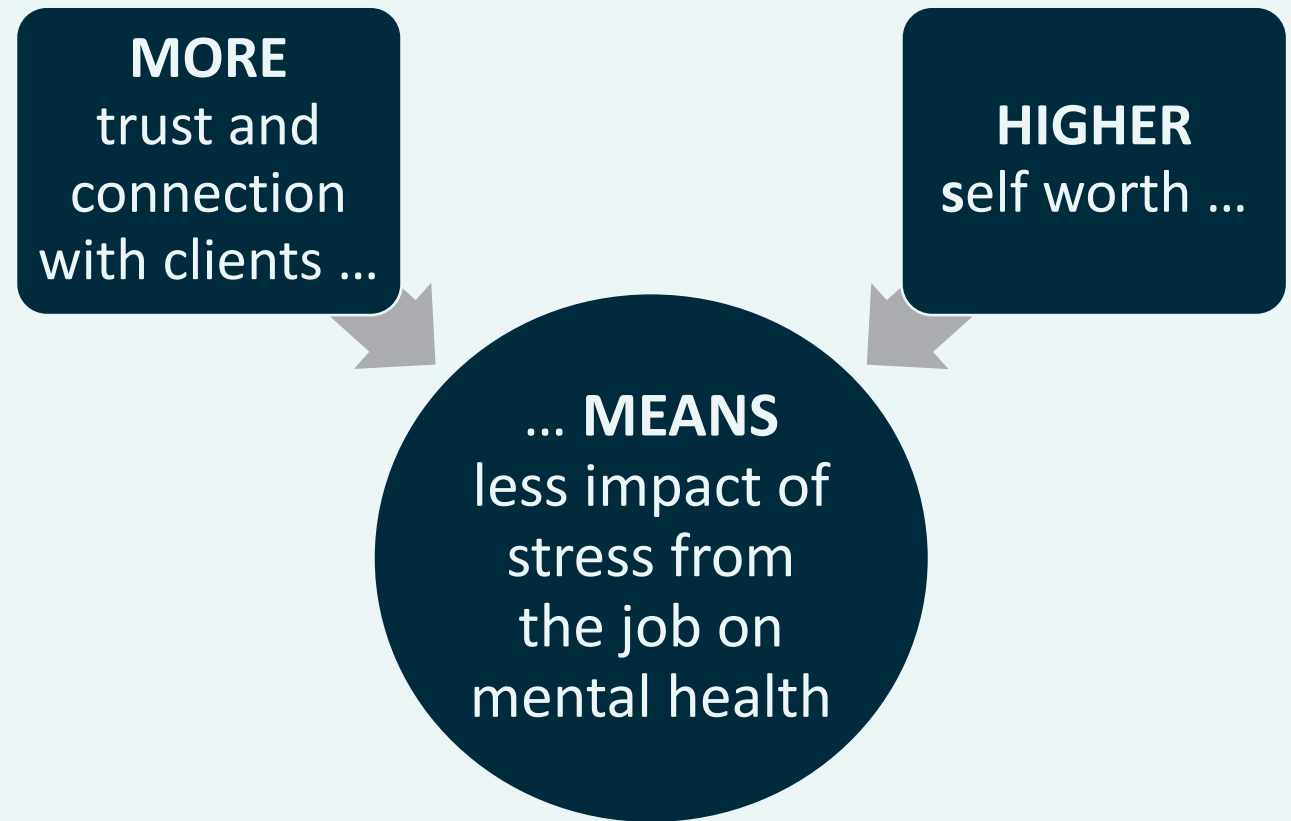 MORE
trust and
connection
with clients …
HIGHER
self worth …
… MEANS
less impact of
stress from
the job on
mental health